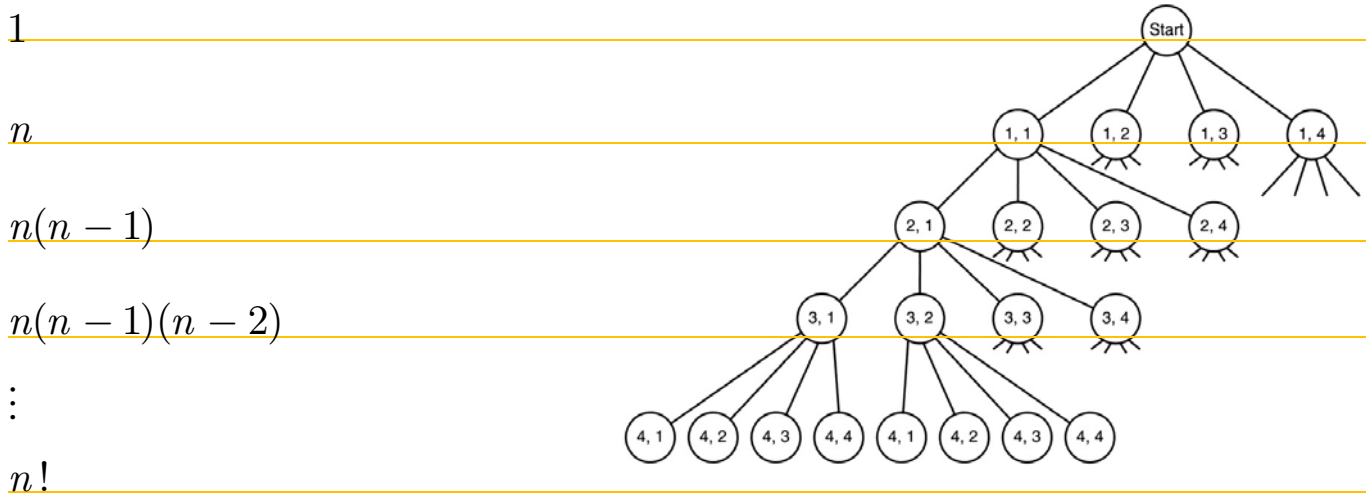 1
Start
n
1, 1 1, 2 1, 3 1, 4
n(n − 1)
2, 1 2, 2 2, 3 2, 4
n(n − 1)(n − 2)
3, 1 3, 2 3, 3 3, 4
⋮
4, 1 4, 2 4, 3 4, 4 4, 1 4, 2 4, 3 4, 4
n!